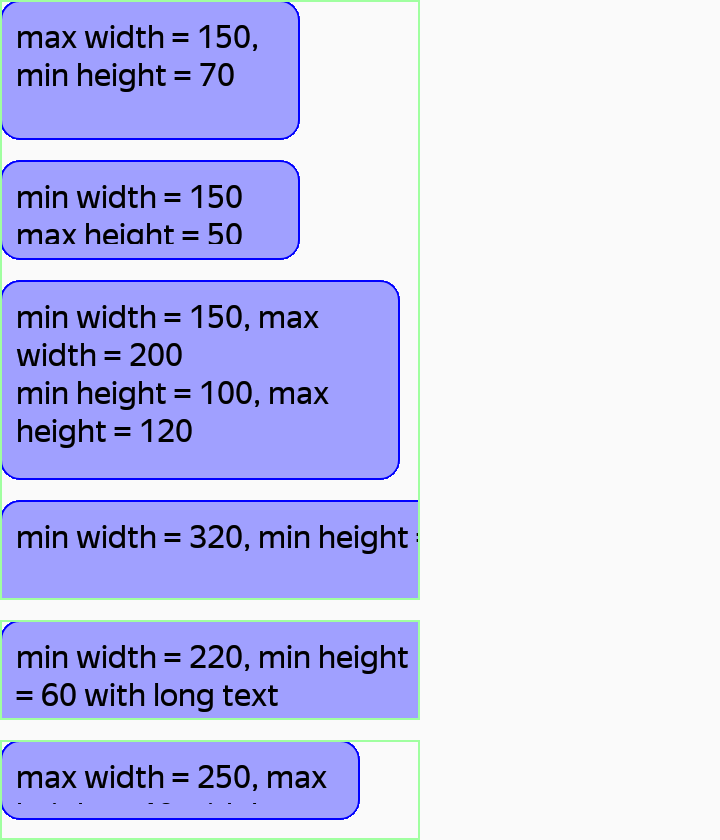 max width = 150,
min height = 70
min width = 150
max height = 50
min width = 150, max
width = 200
min height = 100, max
height = 120
min width = 320, min height
min width = 220, min height
= 60 with long text
max width = 250, max